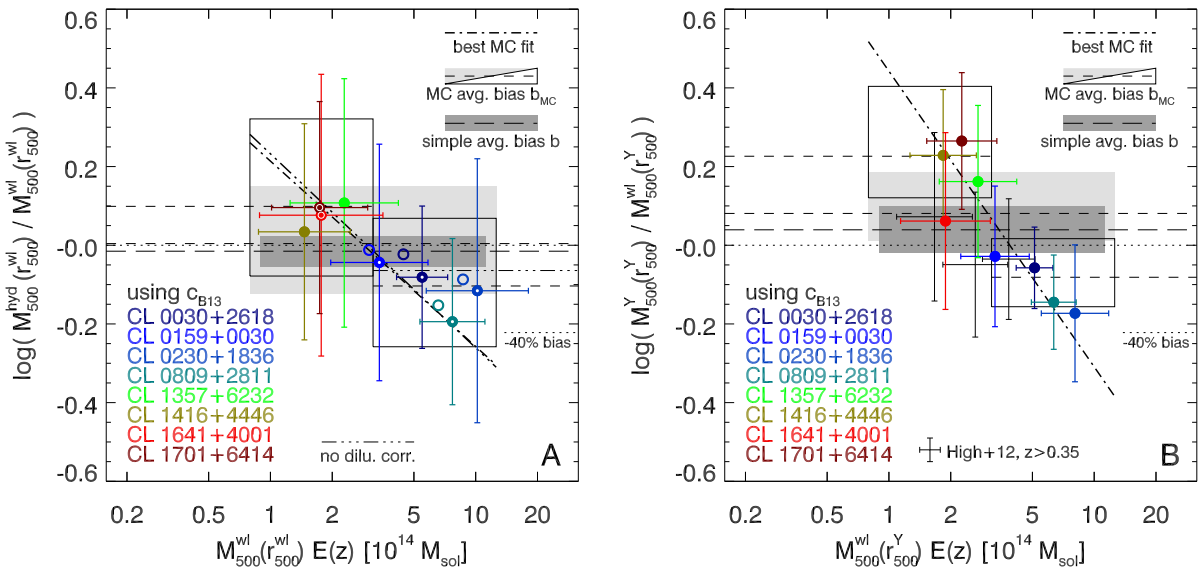 0.6
0.4
0.2
-0.0
-0.2
-0.4
-0.6
log( M^hyd_500(r^wl_500) / M^wl_500(r^wl_500) )
best MC fit
MC avg. bias b_MC
simple avg. bias b
using c_B13
CL 0030+2618
CL 0159+0030
CL 0230+1836
CL 0809+2811
CL 1357+6232
CL 1416+4446
CL 1641+4001
CL 1701+6414
-40% bias
no dilu. corr.
A
0.2 0.5 1 2 5 10 20
M^wl_500(r^wl_500) E(z) [10^14 M_sol]
0.6
0.4
0.2
-0.0
-0.2
-0.4
-0.6
log( M^Y_500(r^Y_500) / M^wl_500(r^Y_500) )
best MC fit
MC avg. bias b_MC
simple avg. bias b
using c_B13
CL 0030+2618
CL 0159+0030
CL 0230+1836
CL 0809+2811
CL 1357+6232
CL 1416+4446
CL 1641+4001
CL 1701+6414
-40% bias
High+12, z>0.35
B
0.2 0.5 1 2 5 10 20
M^wl_500(r^Y_500) E(z) [10^14 M_sol]